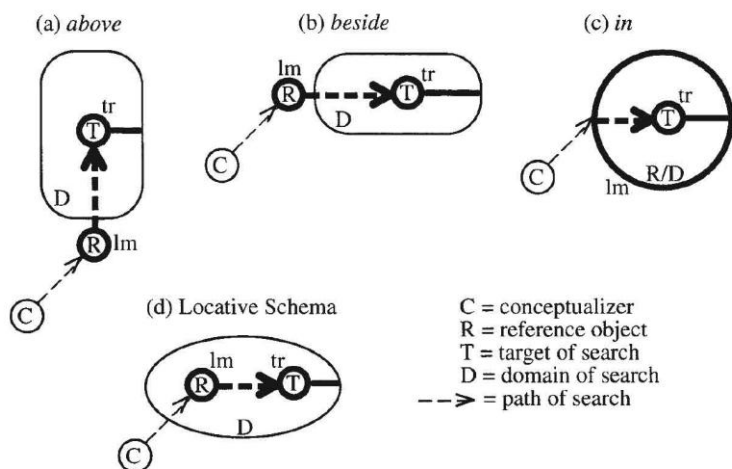 (a) above
tr
T
D
R
lm
C
(b) beside
lm
R
tr
T
D
C
(c) in
tr
T
R/D
lm
C
(d) Locative Schema
lm
R
tr
T
D
C
C = conceptualizer
R = reference object
T = target of search
D = domain of search
= path of search